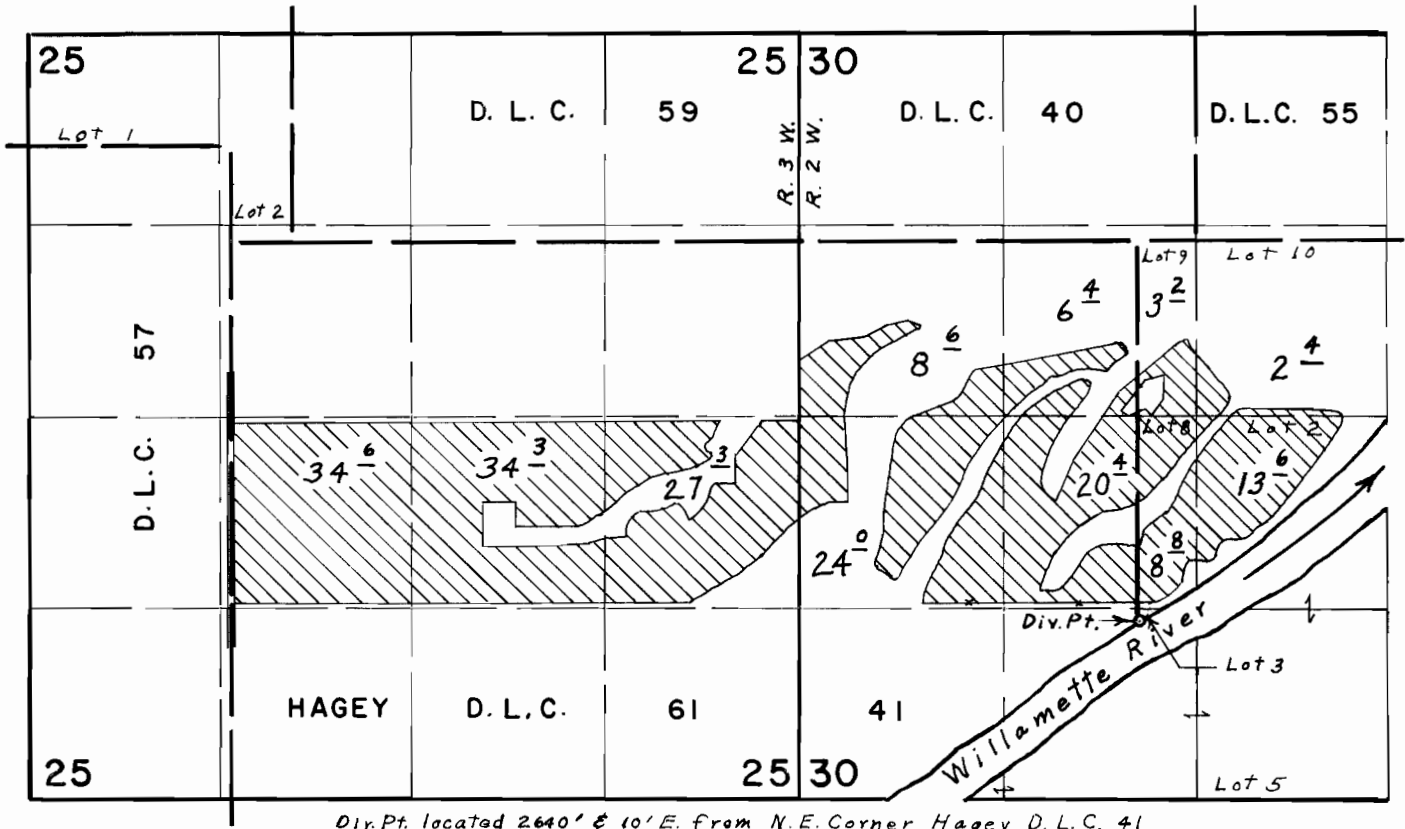 25
25 30
D. L. C. 59
D. L. C. 40
D. L. C. 55
Lot 1
R. 3 W.
R. 2 W.
Lot 2
Lot 9
Lot 10
D.L.C. 57
6 4
3 2
8 6
2 4
34 6
34 3
27 3
Lot 8
Lot 2
20 4
13 6
24 0
8 8
Div.Pt.
Willamette River
Lot 3
HAGEY D. L. C. 61
41
25
25 30
Lot 5
Div.Pt. located 2640' & 10' E. from N.E. Corner Hagey D.L.C. 41